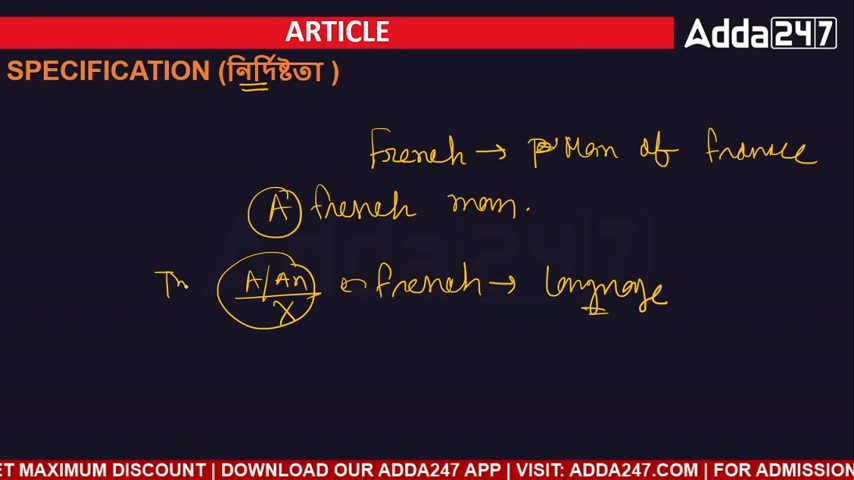 ARTICLE
Adda247
SPECIFICATION (নির্দিষ্টতা )
French → Man of france
A french man.
Th A/An french → language
X
ET MAXIMUM DISCOUNT | DOWNLOAD OUR ADDA247 APP | VISIT: ADDA247.COM | FOR ADMISSION